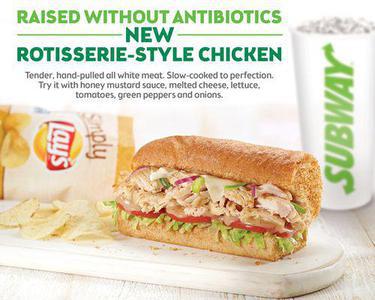 RAISED WITHOUT ANTIBIOTICS
NEW
ROTISSERIE-STYLE CHICKEN
Tender, hand-pulled all white meat. Slow-cooked to perfection.
Try it with honey mustard sauce, melted cheese, lettuce,
tomatoes, green peppers and onions.
Simply
Lay's
SUBWAY